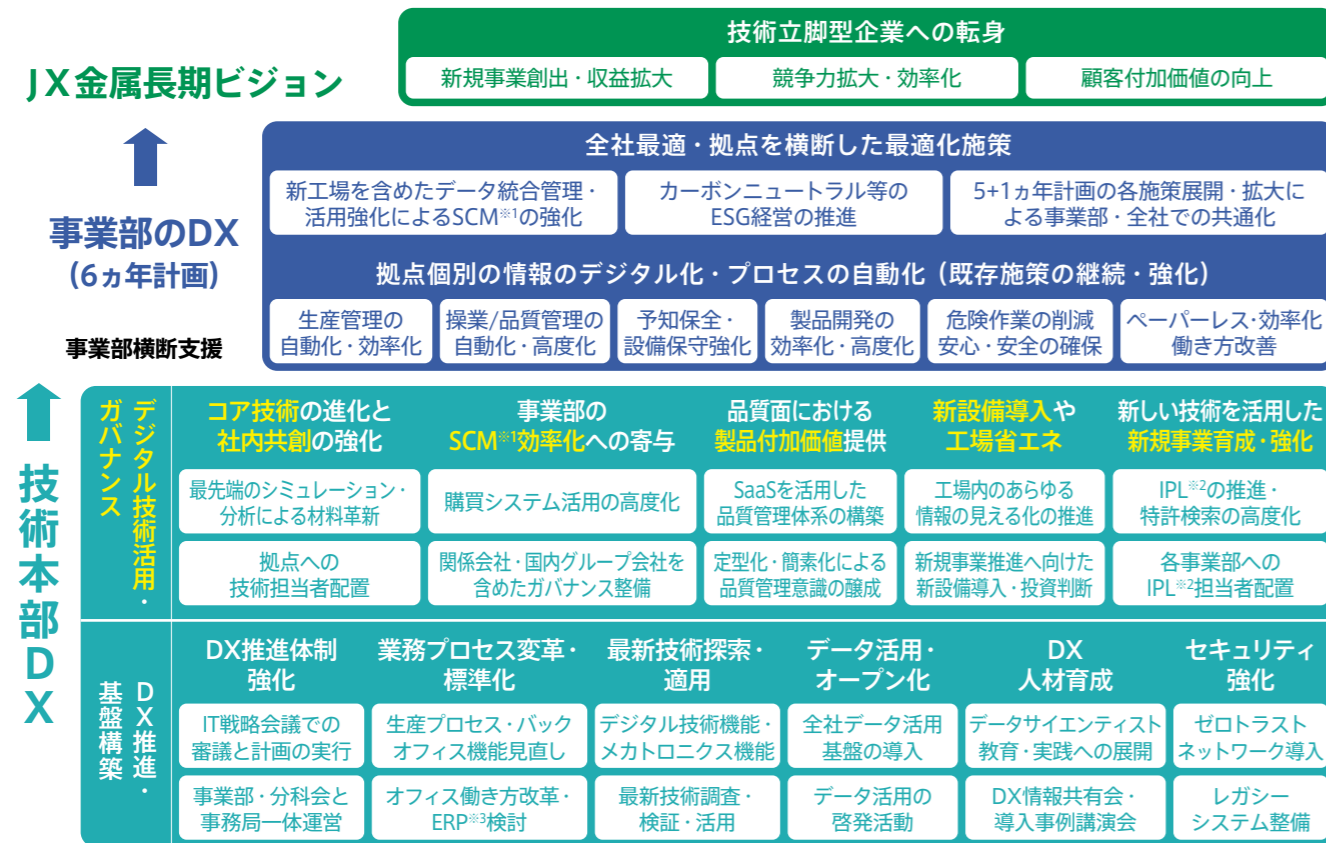 JX金属長期ビジョン
技術立脚型企業への転身
新規事業創出・収益拡大
競争力拡大・効率化
顧客付加価値の向上
事業部のDX
（6ヵ年計画）
事業部横断支援
全社最適・拠点を横断した最適化施策
新工場を含めたデータ統合管理・
活用強化によるSCM※1の強化
カーボンニュートラル等の
ESG経営の推進
5+1ヵ年計画の各施策展開・拡大に
よる事業部・全社での共通化
拠点個別の情報のデジタル化・プロセスの自動化（既存施策の継続・強化）
生産管理の
自動化・効率化
操業/品質管理の
自動化・高度化
予知保全・
設備保守強化
製品開発の
効率化・高度化
危険作業の削減
安心・安全の確保
ペーパーレス・効率化
働き方改善
技術本部DX
デジタル技術活用・
ガバナンス
コア技術の進化と
社内共創の強化
最先端のシミュレーション・
分析による材料革新
拠点への
技術担当者配置
事業部の
SCM※1効率化への寄与
購買システム活用の高度化
関係会社・国内グループ会社を
含めたガバナンス整備
品質面における
製品付加価値提供
SaaSを活用した
品質管理体系の構築
定型化・簡素化による
品質管理意識の醸成
新設備導入や
工場省エネ
工場内のあらゆる
情報の見える化の推進
新規事業推進へ向けた
新設備導入・投資判断
新しい技術を活用した
新規事業育成・強化
IPL※2の推進・
特許検索の高度化
各事業部への
IPL※2担当者配置
DX推進・
基盤構築
DX推進体制
強化
IT戦略会議での
審議と計画の実行
事業部・分科会と
事務局一体運営
業務プロセス変革・
標準化
生産プロセス・バック
オフィス機能見直し
オフィス働き方改革・
ERP※3検討
最新技術探索・
適用
デジタル技術機能・
メカトロニクス機能
最新技術調査・
検証・活用
データ活用・
オープン化
全社データ活用
基盤の導入
データ活用の
啓発活動
DX
人材育成
データサイエンティスト
教育・実践への展開
DX情報共有会・
導入事例講演会
セキュリティ
強化
ゼロトラスト
ネットワーク導入
レガシー
システム整備